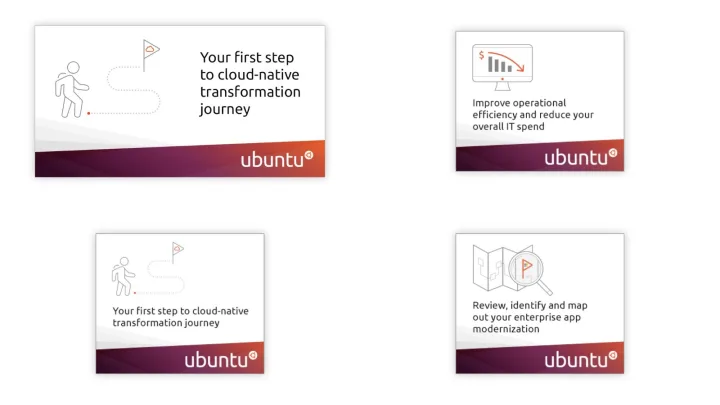 Your first step
to cloud-native
transformation
journey
ubuntu
$
Improve operational
efficiency and reduce your
overall IT spend
ubuntu
Your first step to cloud-native
transformation journey
ubuntu
Review, identify and map
out your enterprise app
modernization
ubuntu